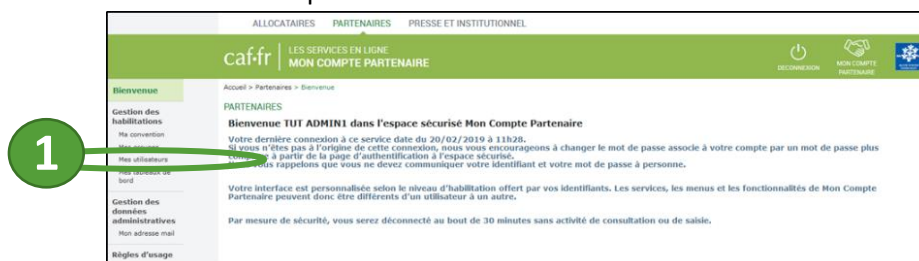 ALLOCATAIRES PARTENAIRES PRESSE ET INSTITUTIONNEL
caf.fr LES SERVICES EN LIGNE
MON COMPTE PARTENAIRE
DECONNEXION
MON COMPTE
PARTENAIRE
Bienvenue
Gestion des
habilitations
Ma convention
Mes utilisateurs
Mes tableaux de
bord
Gestion des
données
administratives
Mon adresse mail
Règles d'usage
1
Accueil > Partenaires > Bienvenue
PARTENAIRES
Bienvenue TUT ADMIN1 dans l'espace sécurisé Mon Compte Partenaire
Votre dernière connexion à ce service date du 20/02/2019 à 11h28.
Si vous n'êtes pas à l'origine de cette connexion, nous vous encourageons à changer le mot de passe associé à votre compte par un mot de passe plus
à partir de la page d'authentification à l'espace sécurisé.
vous rappelons que vous ne devez communiquer votre identifiant et votre mot de passe à personne.
Votre interface est personnalisée selon le niveau d'habilitation offert par vos identifiants. Les services, les menus et les fonctionnalités de Mon Compte
Partenaire peuvent donc être différents d'un utilisateur à un autre.
Par mesure de sécurité, vous serez déconnecté au bout de 30 minutes sans activité de consultation ou de saisie.